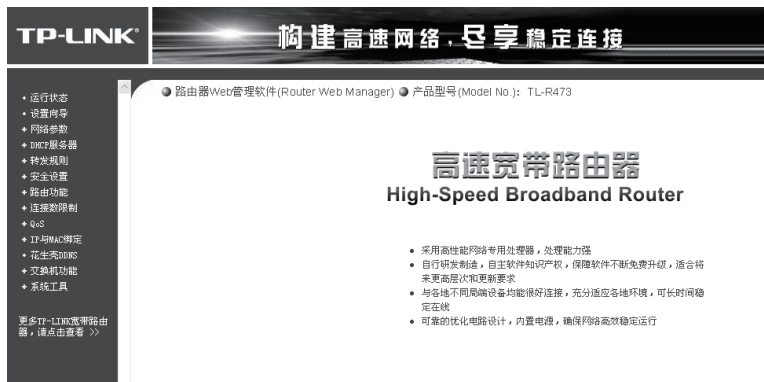 TP-LINK
构建高速网络，尽享稳定连接
• 运行状态
• 设置向导
+ 网络参数
+ DHCP服务器
+ 转发规则
+ 安全设置
+ 路由功能
+ 连接数限制
+ QoS
+ IP与MAC绑定
• 花生壳DDNS
+ 交换机功能
+ 系统工具
更多TP-LINK宽带路由
器，请点击查看 >>
路由器Web管理软件(Router Web Manager) 产品型号(Model No.): TL-R473
高速宽带路由器
High-Speed Broadband Router
• 采用高性能网络专用处理器，处理能力强
• 自行研发制造，自主软件知识产权，保障软件不断免费升级，适合将
来更高层次和更新要求
• 与各地不同局端设备均能很好连接，充分适应各地环境，可长时间稳
定在线
• 可靠的优化电路设计，内置电源，确保网络高效稳定运行